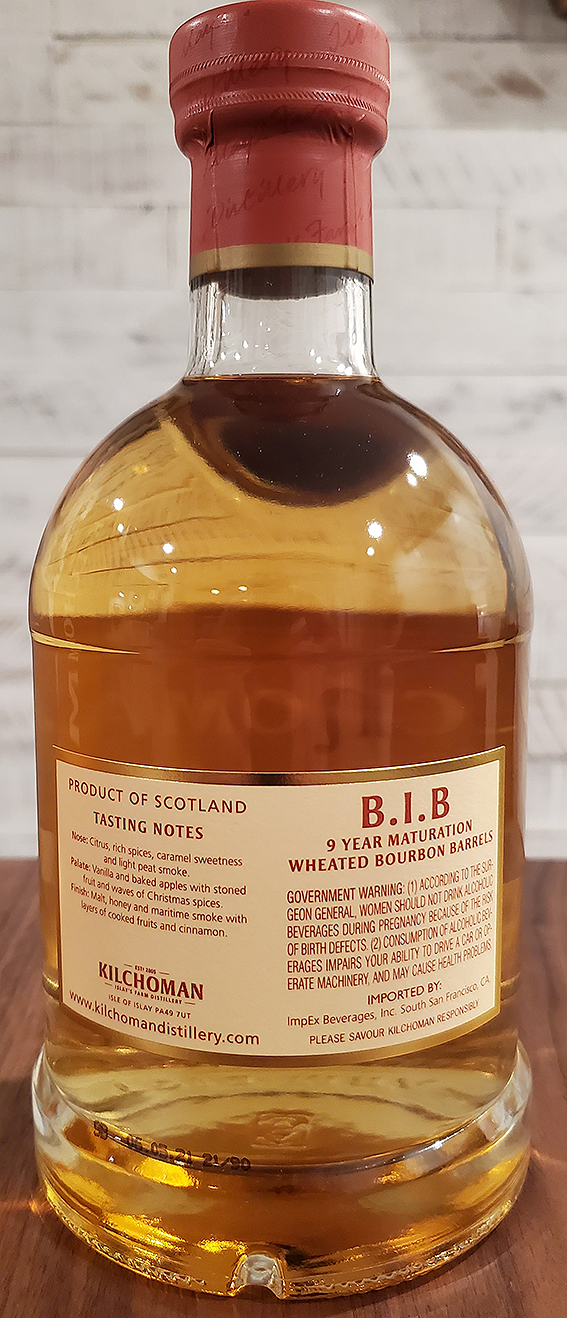 Distillery
PRODUCT OF SCOTLAND
TASTING NOTES
Nose: Citrus, rich spices, caramel sweetness
and light peat smoke.
Palate: Vanilla and baked apples with stoned
fruit and waves of Christmas spices.
Finish: Malt, honey and maritime smoke with
layers of cooked fruits and cinnamon.
EST. 2005
KILCHOMAN
ISLAY'S FARM DISTILLERY
ISLE OF ISLAY PA49 7UT
www.kilchomandistillery.com
B.I.B
9 YEAR MATURATION
WHEATED BOURBON BARRELS
GOVERNMENT WARNING: (1) ACCORDING TO THE SUR-
GEON GENERAL, WOMEN SHOULD NOT DRINK ALCOHOLIC
BEVERAGES DURING PREGNANCY BECAUSE OF THE RISK
OF BIRTH DEFECTS. (2) CONSUMPTION OF ALCOHOLIC BEV-
ERAGES IMPAIRS YOUR ABILITY TO DRIVE A CAR OR OP-
ERATE MACHINERY, AND MAY CAUSE HEALTH PROBLEMS.
IMPORTED BY:
ImpEx Beverages, Inc. South San Francisco, CA.
PLEASE SAVOUR KILCHOMAN RESPONSIBLY
21/90